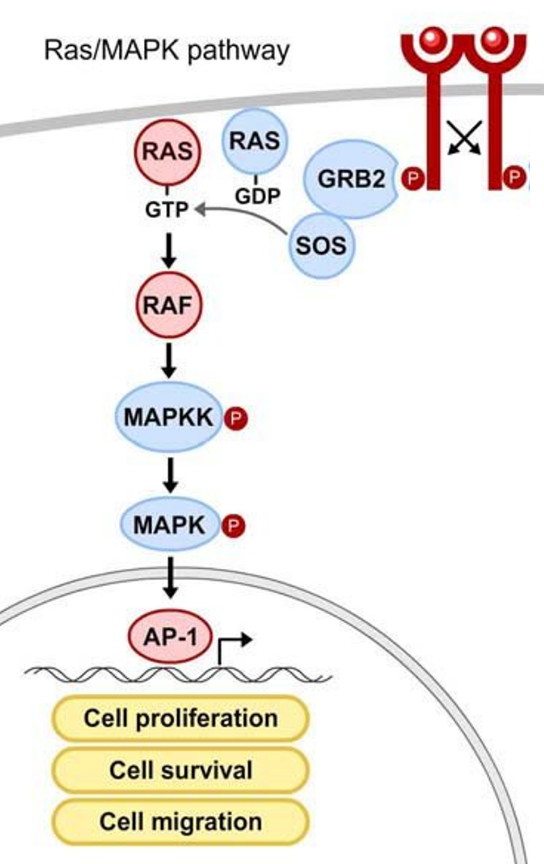 Ras/MAPK pathway
RAS
RAS
GTP
GDP
GRB2
P
P
SOS
RAF
MAPKK
P
MAPK
P
AP-1
Cell proliferation
Cell survival
Cell migration